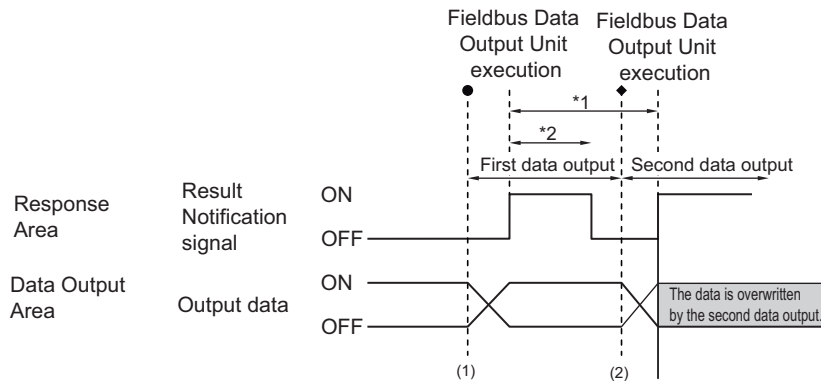 Fieldbus Data
Output Unit
execution
Fieldbus Data
Output Unit
execution
*1
*2
First data output
Second data output
Response
Area
Result
Notification
signal
ON
OFF
Data Output
Area
Output data
ON
OFF
The data is overwritten
by the second data output.
(1)
(2)